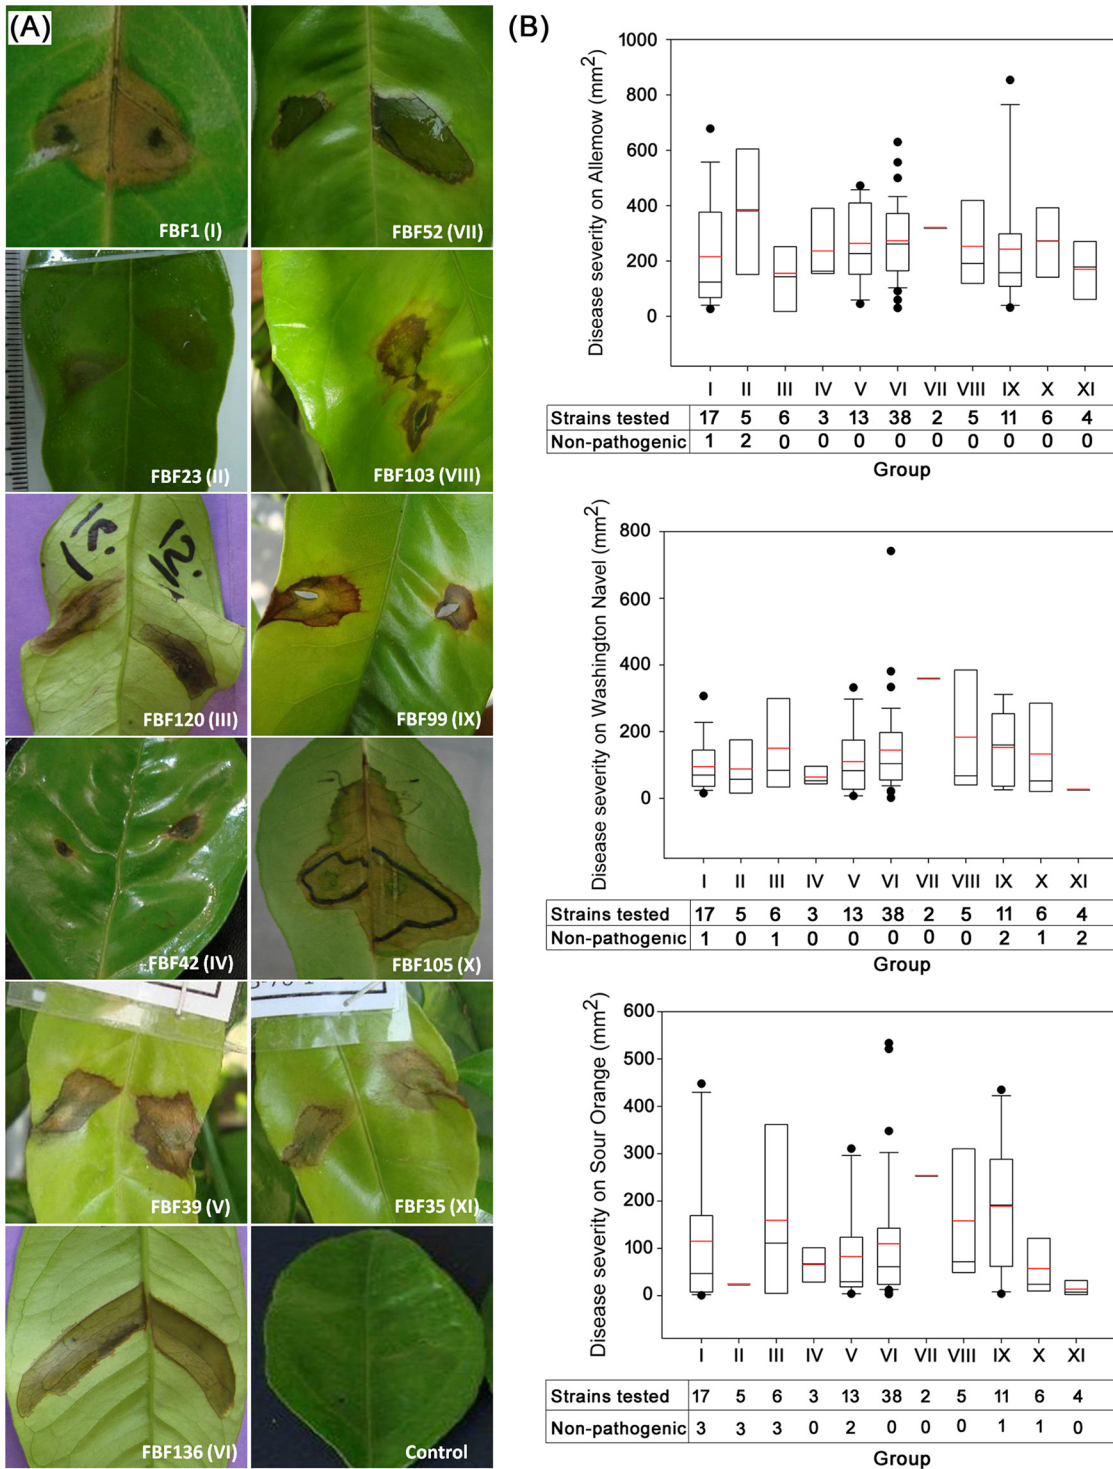 (A)
FBF1 (I)
FBF52 (VII)
FBF23 (II)
FBF103 (VIII)
FBF120 (III)
FBF99 (IX)
FBF42 (IV)
FBF105 (X)
FBF39 (V)
FBF35 (XI)
FBF136 (VI)
Control
(B)
Disease severity on Allemow (mm²)
1000
800
600
400
200
0
I II III IV V VI VII VIII IX X XI
Strains tested 17 5 6 3 13 38 2 5 11 6 4
Non-pathogenic 1 2 0 0 0 0 0 0 0 0 0
Group
Disease severity on Washington Navel (mm²)
800
600
400
200
0
I II III IV V VI VII VIII IX X XI
Strains tested 17 5 6 3 13 38 2 5 11 6 4
Non-pathogenic 1 0 1 0 0 0 0 0 2 1 2
Group
Disease severity on Sour Orange (mm²)
600
500
400
300
200
100
0
I II III IV V VI VII VIII IX X XI
Strains tested 17 5 6 3 13 38 2 5 11 6 4
Non-pathogenic 3 3 3 0 2 0 0 0 1 1 0
Group